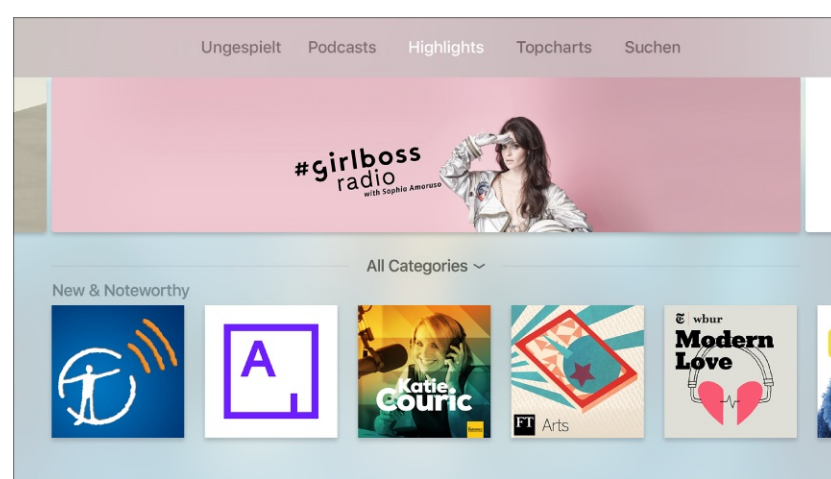 Ungespielt Podcasts Highlights Topcharts Suchen
#girlboss
radio
with Sophia Amoruso
All Categories
New & Noteworthy
A
Katie
Couric
FT Arts
T wbur
Modern
Love